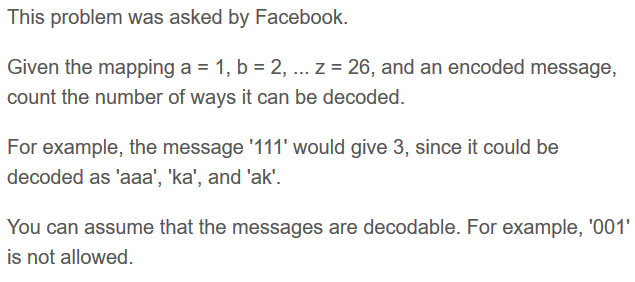 This problem was asked by Facebook.
Given the mapping a = 1, b = 2, ... z = 26, and an encoded message,
count the number of ways it can be decoded.
For example, the message '111' would give 3, since it could be
decoded as 'aaa', 'ka', and 'ak'.
You can assume that the messages are decodable. For example, '001'
is not allowed.